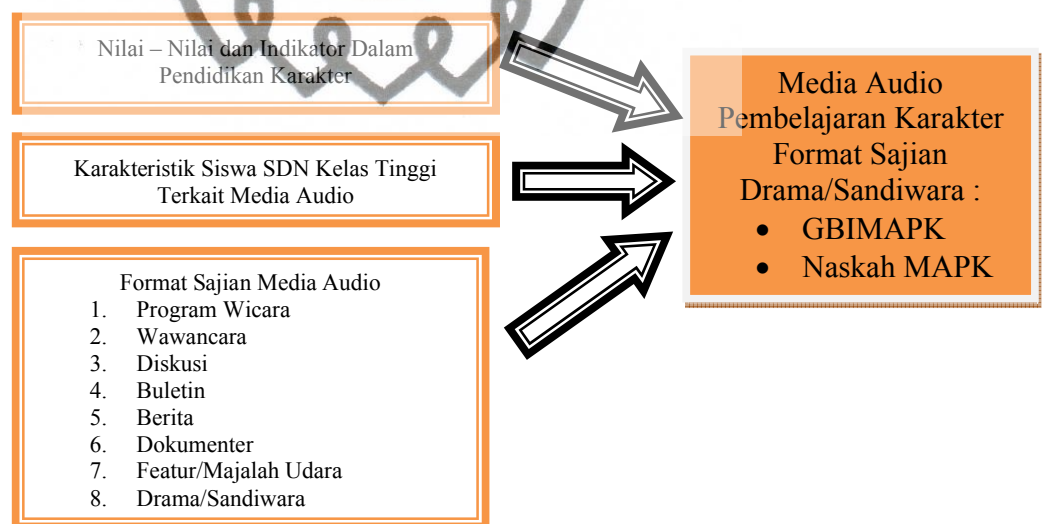 Nilai – Nilai dan Indikator Dalam
Pendidikan Karakter
Karakteristik Siswa SDN Kelas Tinggi
Terkait Media Audio
Format Sajian Media Audio
1. Program Wicara
2. Wawancara
3. Diskusi
4. Buletin
5. Berita
6. Dokumenter
7. Featur/Majalah Udara
8. Drama/Sandiwara
Media Audio
Pembelajaran Karakter
Format Sajian
Drama/Sandiwara :
• GBIMAPK
• Naskah MAPK